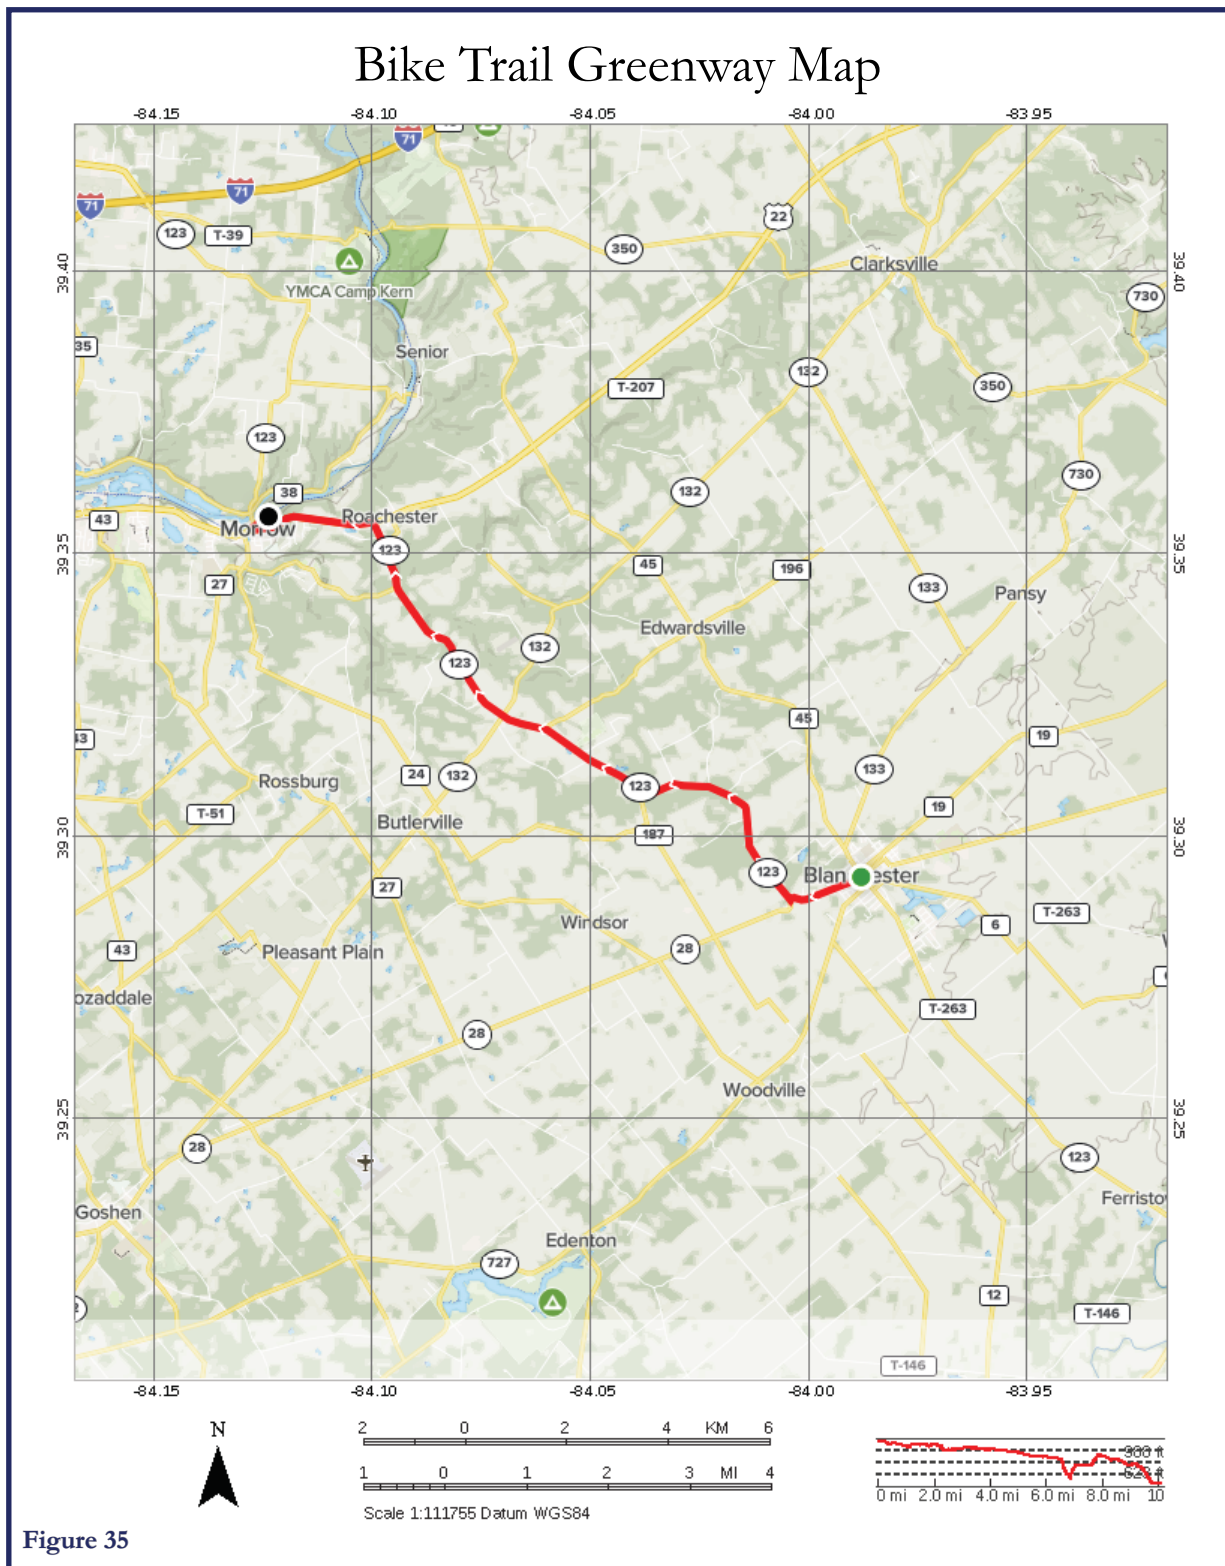 Bike Trail Greenway Map
-84.15 -84.10 -84.05 -84.00 -83.95
71
71
71
22
123 T-39
350
Clarksville
39.40 39.40
YMCA Camp Kern
730
35
Senior
132
T-207 350
123
730
38 132
43 Morrow Roachester
123
39.35 39.35
45 196
27 133
Pansy
Edwardsville
132
123
45
13 19
133
24 132
Rossburg
123
19
T-51
Butlerville
187
39.30 39.30
123 Blan ester
27
T-263
Windsor 6
43 Pleasant Plain 28
ozaddale
T-263
28
Woodville
39.25 39.25
28
123
Goshen Ferristo
Edenton
727
12
T-146
T-146
-84.15 -84.10 -84.05 -84.00 -83.95
N
2 0 2 4 KM 6
1 0 1 2 3 MI 4
Scale 1:111755 Datum WGS84
0 mi 2.0 mi 4.0 mi 6.0 mi 8.0 mi 10
Figure 35